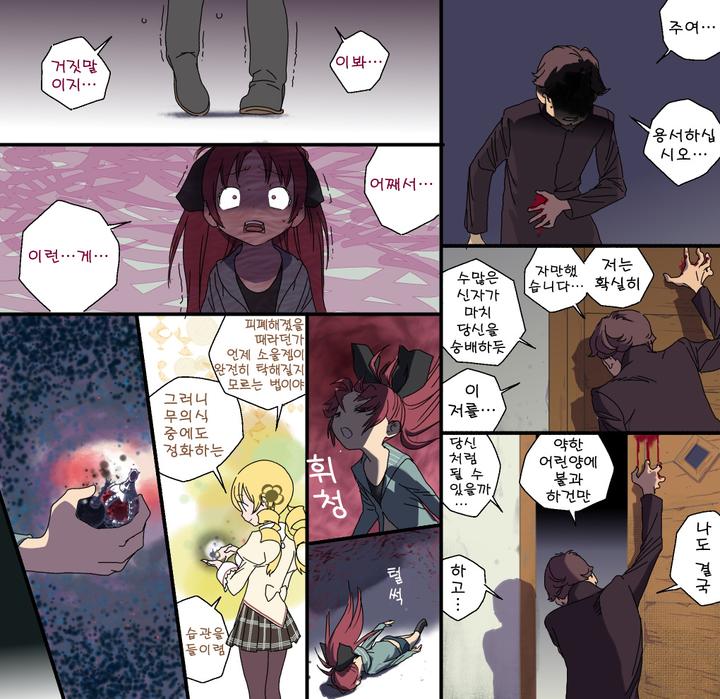 주여…
용서하십
시오…
저는
확실히
자만했
습니다…
수많은
신자가
마치
당신을
숭배하듯
이
저를…
나도
결국
약한
어린양에
불과
하건만
당신
처럼
될 수
있을까
…
하고
…
이봐…
거짓말
이지…
어째서…
이런…게…
휘
청
털
썩
피폐해졌을
때라던가
언제 소울젬이
완전히 탁해질지
모르는 법이야
그러니
무의식
중에도
정화하는
습관을
들이렴